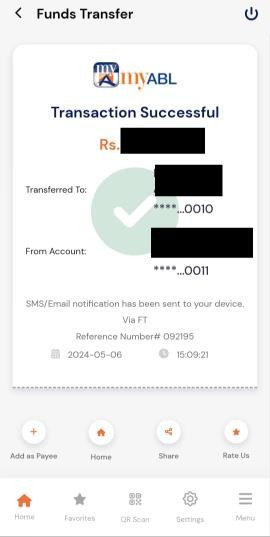 Funds Transfer
my myABL
Transaction Successful
Rs.
Transferred To:
****...0010
From Account:
****...0011
SMS/Email notification has been sent to your device.
Via FT
Reference Number# 092195
2024-05-06 15:09:21
Add as Payee Home Share Rate Us
Home Favorites QR Scan Settings Menu